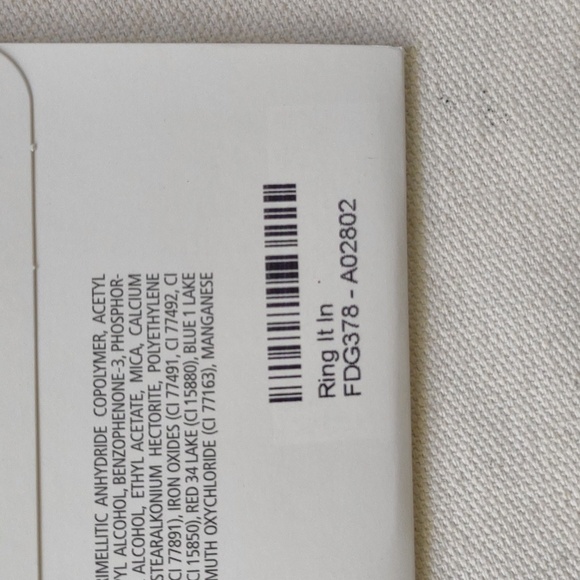 RIMELLITIC ANHYDRIDE COPOLYMER, ACETYL
YL ALCOHOL, BENZOPHENONE-3, PHOSPHOR-
ALCOHOL, ETHYL ACETATE, MICA, CALCIUM
STEARALKONIUM HECTORITE, POLYETHYLENE
CI 77891), IRON OXIDES (CI 77491, CI 77492, CI
CI 15850), RED 34 LAKE (CI 15880), BLUE 1 LAKE
MUTH OXYCHLORIDE (CI 77163), MANGANESE
Ring It In
FDG378 - A02802